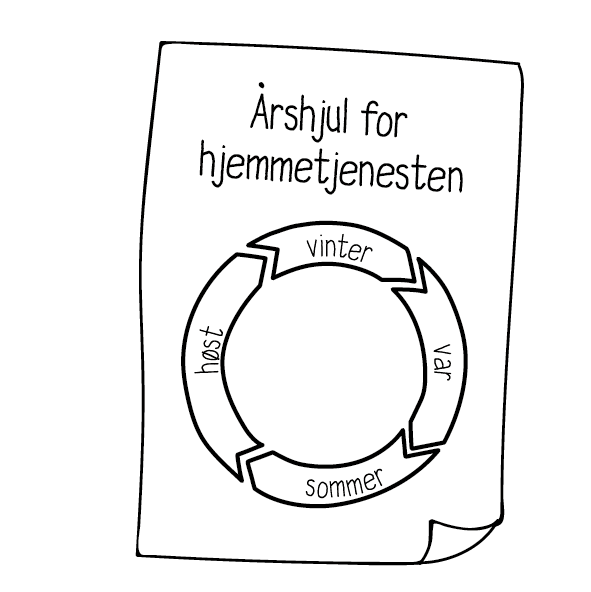 Årshjul for
hjemmetjenesten
vinter
var
sommer
høst